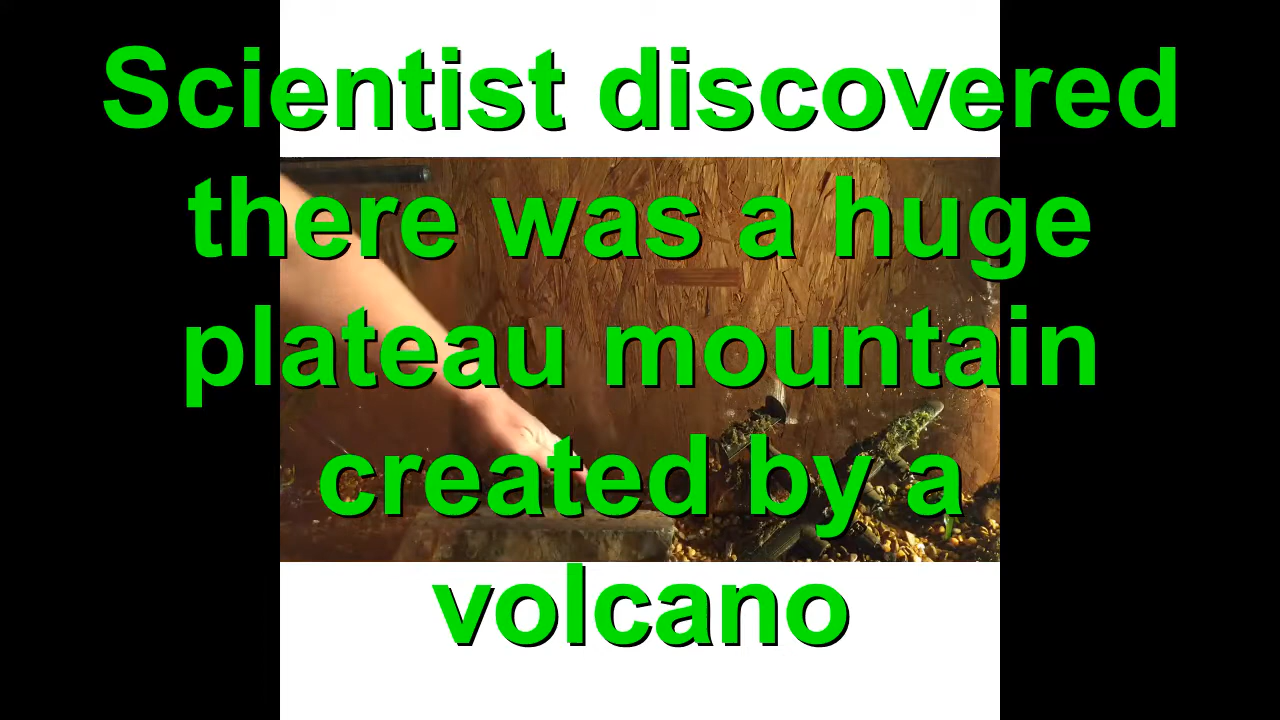 Scientist discovered
there was a huge
plateau mountain
created by a
volcano